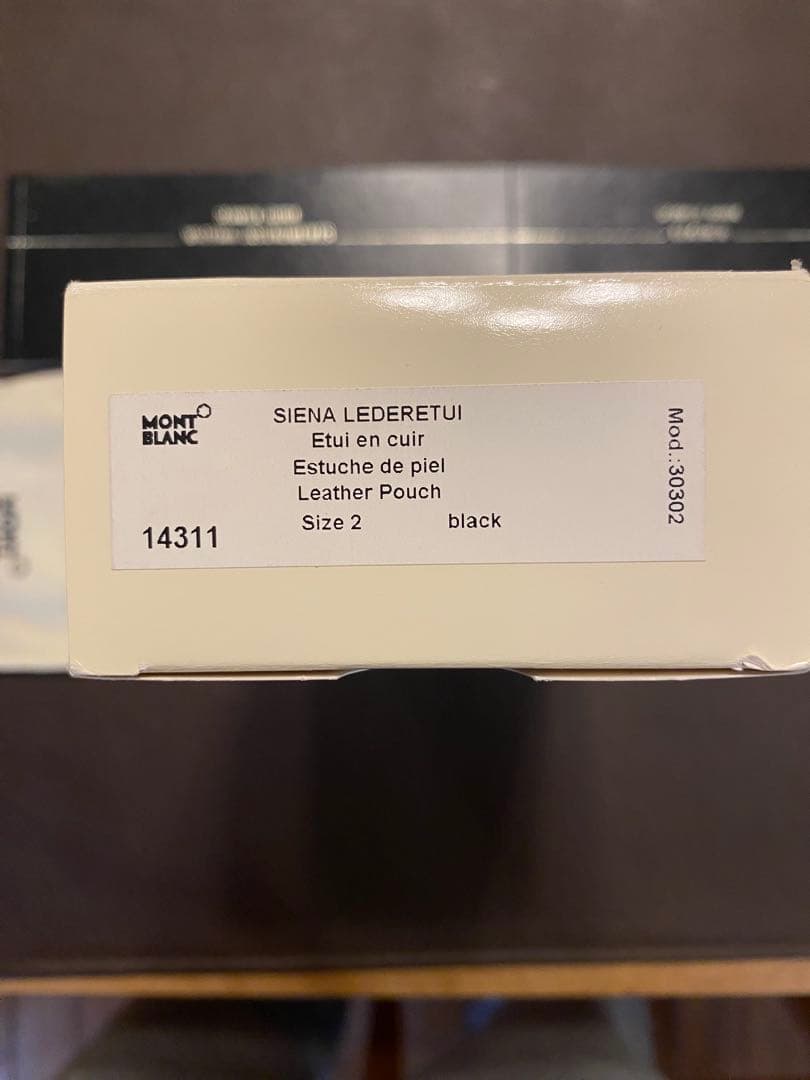 MONT
BLANC
SIENA LEDERETUI
Etui en cuir
Estuche de piel
Leather Pouch
Size 2 black
14311
Mod.:30302